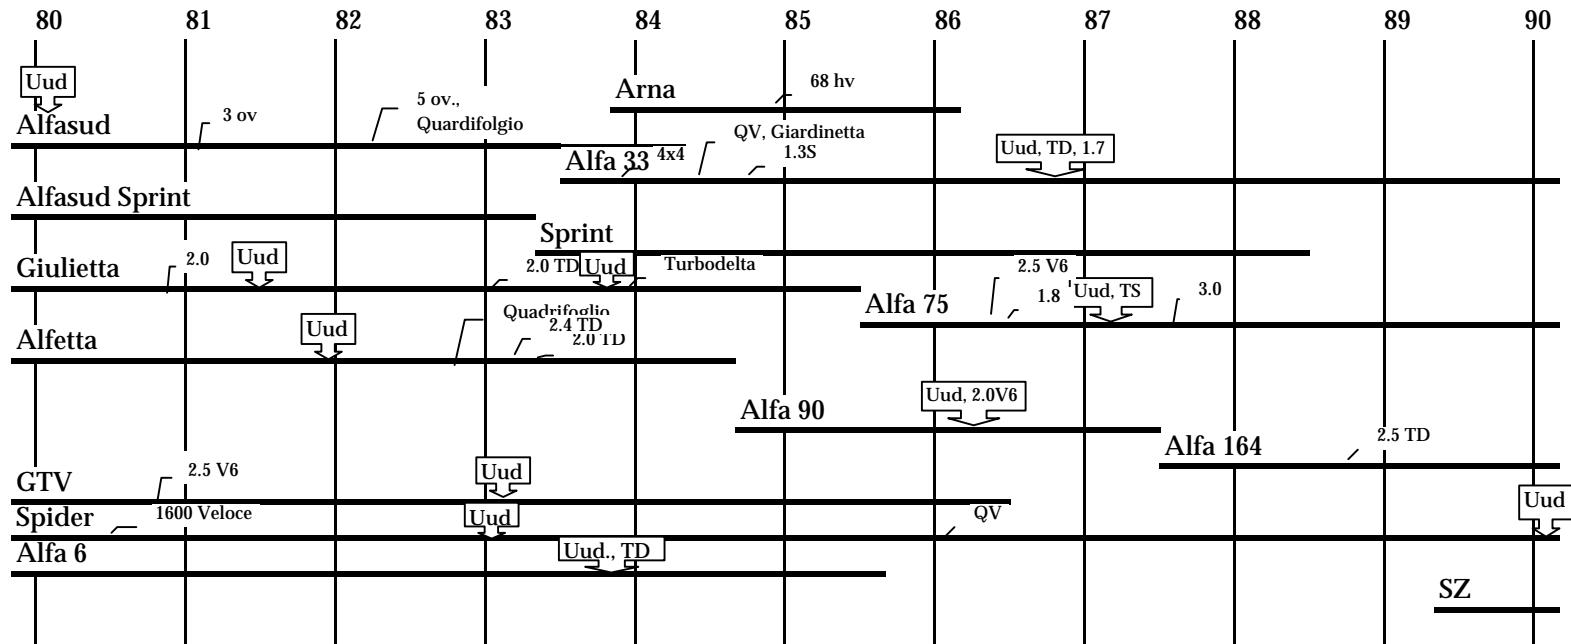 80 81 82 83 84 85 86 87 88 89 90
Uud
Arna
68 hv
Alfasud
3 ov
5 ov.,
Quardifolgio
QV, Giardinetta
1.3S
Alfa 33
4x4
Uud, TD, 1.7
Alfasud Sprint
Sprint
Giulietta
2.0
Uud
2.0 TD
Uud
Turbodelta
2.5 V6
1.8
Uud, TS
3.0
Alfa 75
Alfetta
Uud
Quadrifoglio
2.4 TD
2.0 TD
Uud, 2.0V6
Alfa 90
Alfa 164
2.5 TD
GTV
2.5 V6
Uud
Uud
Spider
1600 Veloce
Uud
QV
Alfa 6
Uud., TD
SZ